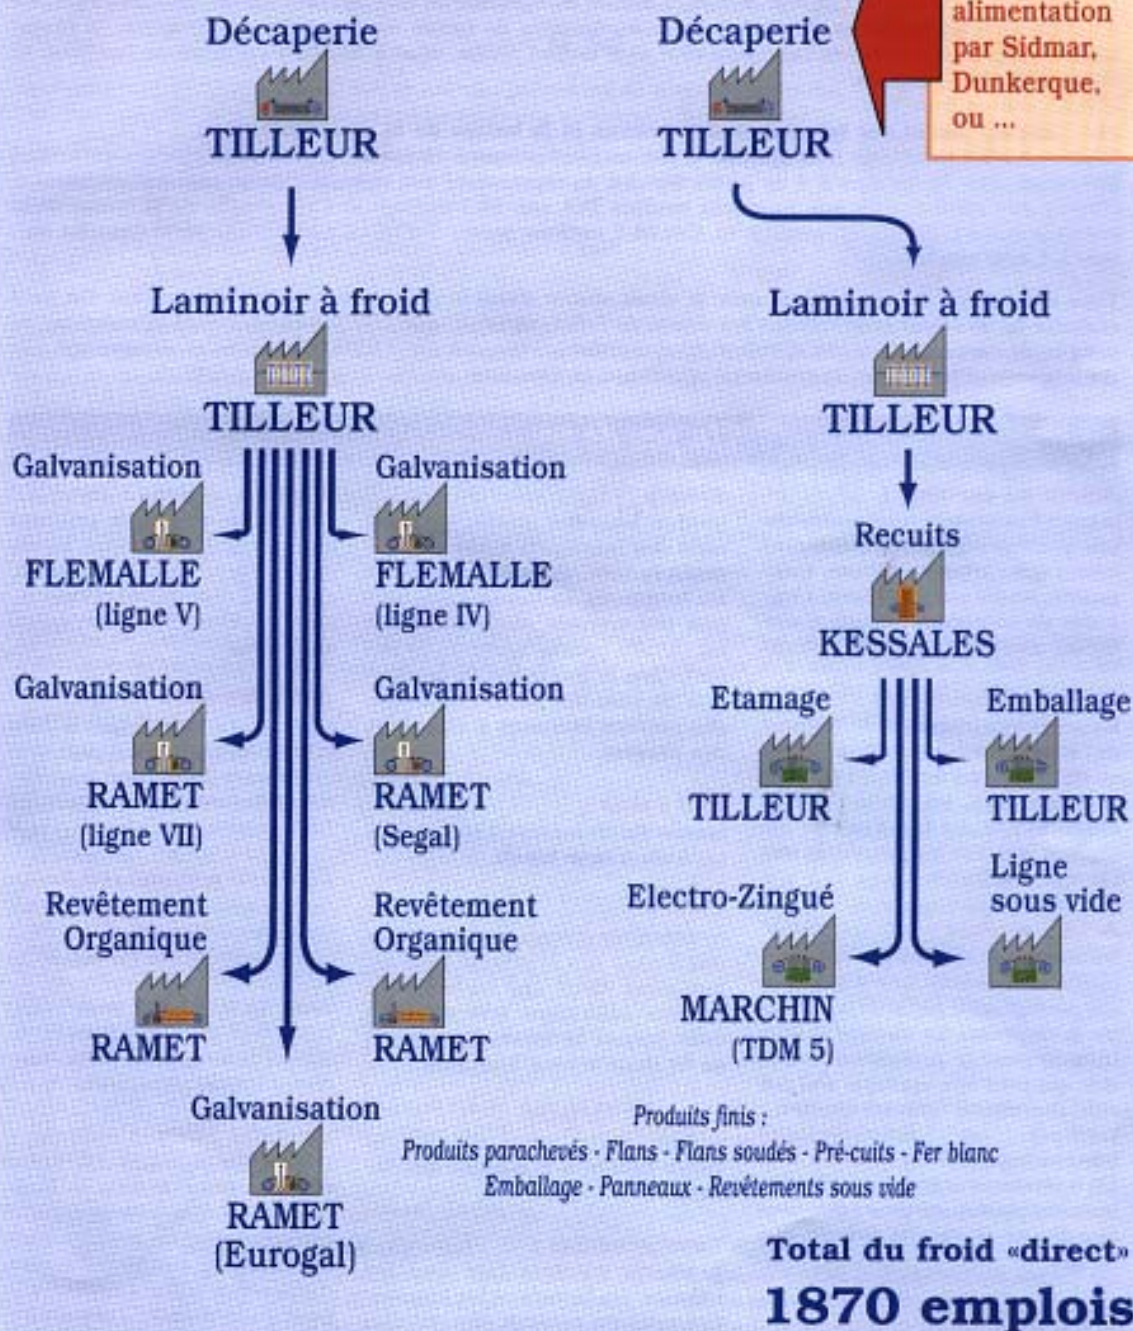 alimentation
par Sidmar,
Dunkerque,
ou ...
Décaperie
TILLEUR
Décaperie
TILLEUR
Laminoir à froid
TILLEUR
Laminoir à froid
TILLEUR
Galvanisation
FLEMALLE
(ligne V)
Galvanisation
FLEMALLE
(ligne IV)
Galvanisation
RAMET
(ligne VII)
Galvanisation
RAMET
(Segal)
Revêtement
Organique
RAMET
Revêtement
Organique
RAMET
Galvanisation
RAMET
(Eurogal)
Recuits
KESSALES
Etamage
TILLEUR
Emballage
TILLEUR
Electro-Zingué
MARCHIN
(TDM 5)
Ligne
sous vide
Produits finis :
Produits parachevés - Flans - Flans soudés - Pré-cuits - Fer blanc
Emballage - Panneaux - Revêtements sous vide
Total du froid «direct»
1870 emplois